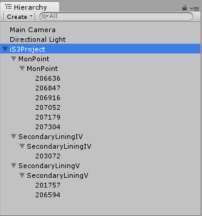 Hierarchy
Create All
Main Camera
Directional Light
iS3Project
MonPoint
MonPoint
206636
206847
206916
207052
207179
207304
SecondaryLiningIV
SecondaryLiningIV
203072
SecondaryLiningV
SecondaryLiningV
201757
206594